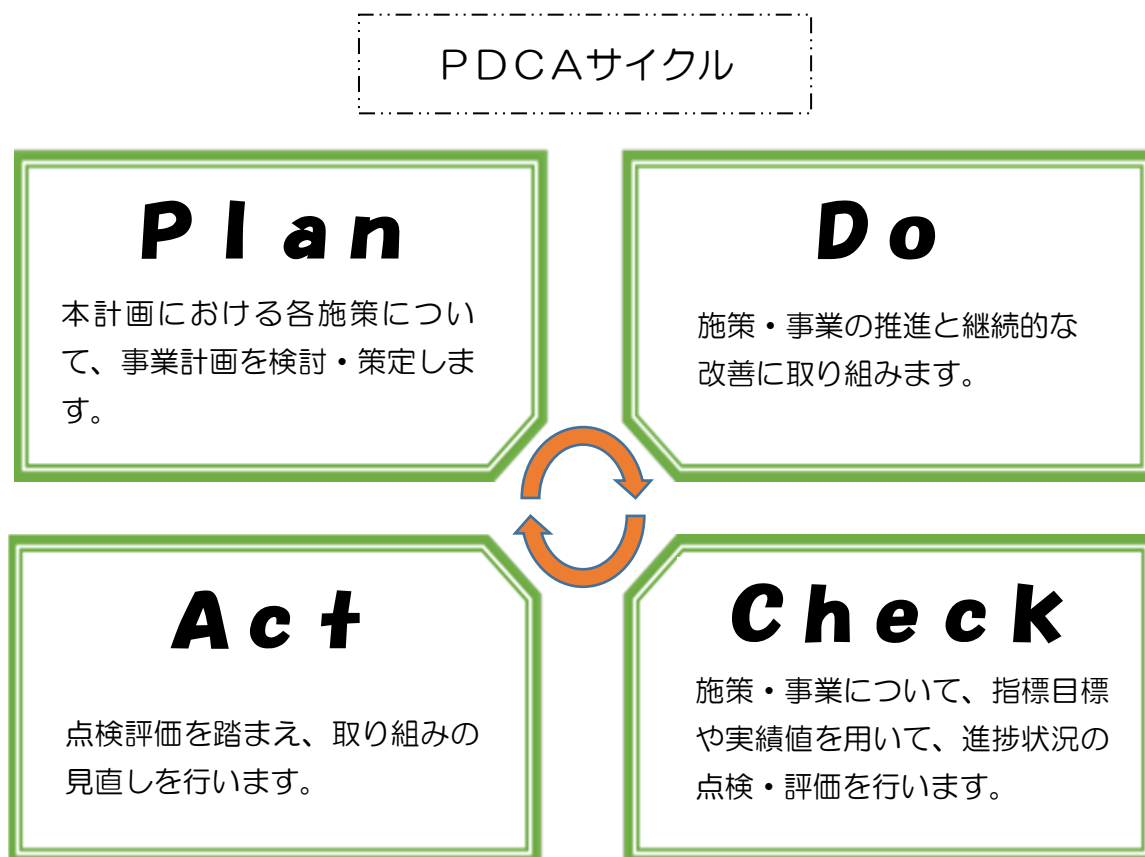 PDCAサイクル
Plan
本計画における各施策につい
て、事業計画を検討・策定しま
す。
Do
施策・事業の推進と継続的な
改善に取り組みます。
Act
点検評価を踏まえ、取り組みの
見直しを行います。
Check
施策・事業について、指標目標
や実績値を用いて、進捗状況の
点検・評価を行います。